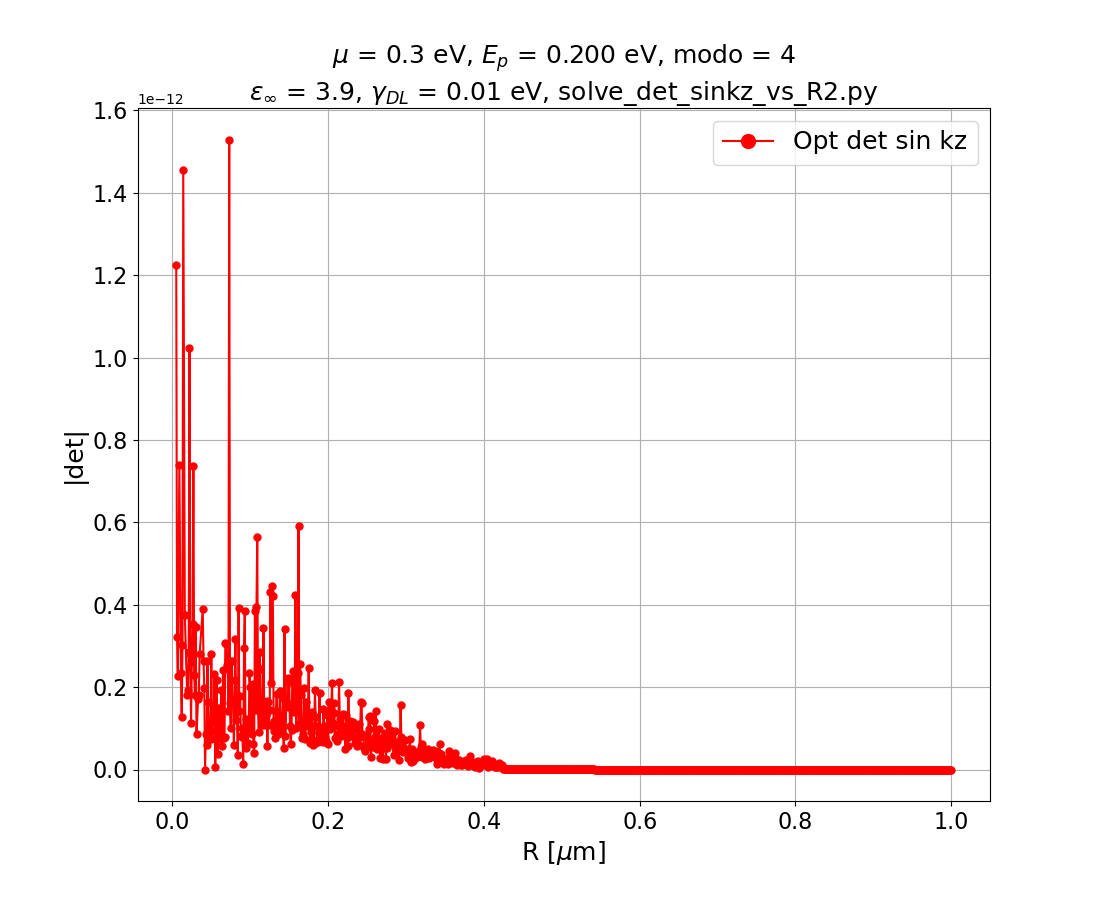 μ = 0.3 eV, E_p = 0.200 eV, modo = 4
ε_∞ = 3.9, γ_DL = 0.01 eV, solve_det_sinkz_vs_R2.py
1e−12
Opt det sin kz
1.6
1.4
1.2
1.0
0.8
0.6
0.4
0.2
0.0
|det|
0.0 0.2 0.4 0.6 0.8 1.0
R [μm]